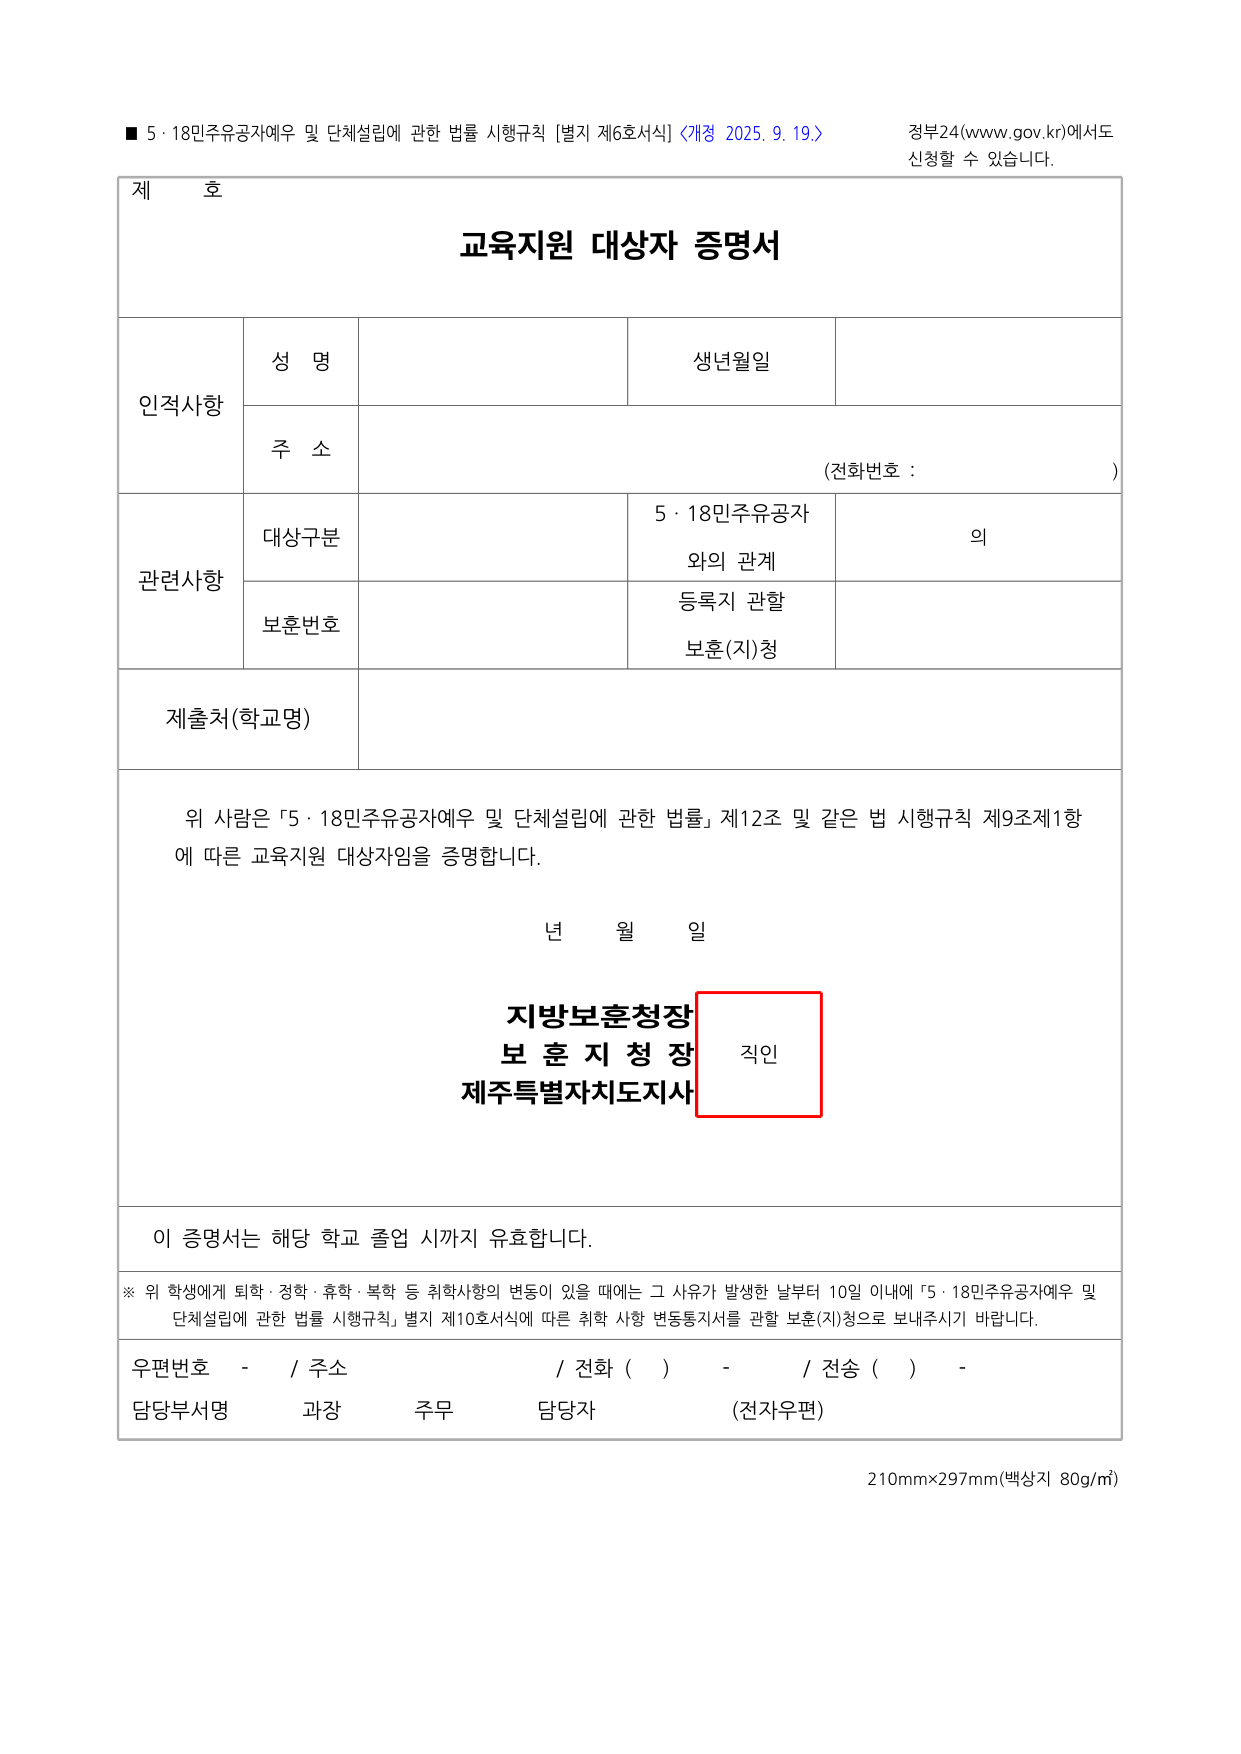 ■ 5ㆍ18민주유공자예우 및 단체설립에 관한 법률 시행규칙 [별지 제6호서식] 〈개정 2025. 9. 19.〉
정부24(www.gov.kr)에서도
신청할 수 있습니다.
제 호
교육지원 대상자 증명서
인적사항
성 명
생년월일
주 소
(전화번호 : )
관련사항
대상구분
5ㆍ18민주유공자
와의 관계
의
보훈번호
등록지 관할
보훈(지)청
제출처(학교명)
위 사람은 「5ㆍ18민주유공자예우 및 단체설립에 관한 법률」 제12조 및 같은 법 시행규칙 제9조제1항
에 따른 교육지원 대상자임을 증명합니다.
년 월 일
지방보훈청장
보 훈 지 청 장
제주특별자치도지사
직인
이 증명서는 해당 학교 졸업 시까지 유효합니다.
※ 위 학생에게 퇴학ㆍ정학ㆍ휴학ㆍ복학 등 취학사항의 변동이 있을 때에는 그 사유가 발생한 날부터 10일 이내에 「5ㆍ18민주유공자예우 및
단체설립에 관한 법률 시행규칙」 별지 제10호서식에 따른 취학 사항 변동통지서를 관할 보훈(지)청으로 보내주시기 바랍니다.
우편번호 - / 주소 / 전화 ( ) - / 전송 ( ) -
담당부서명 과장 주무 담당자 (전자우편)
210mm×297mm(백상지 80g/㎡)